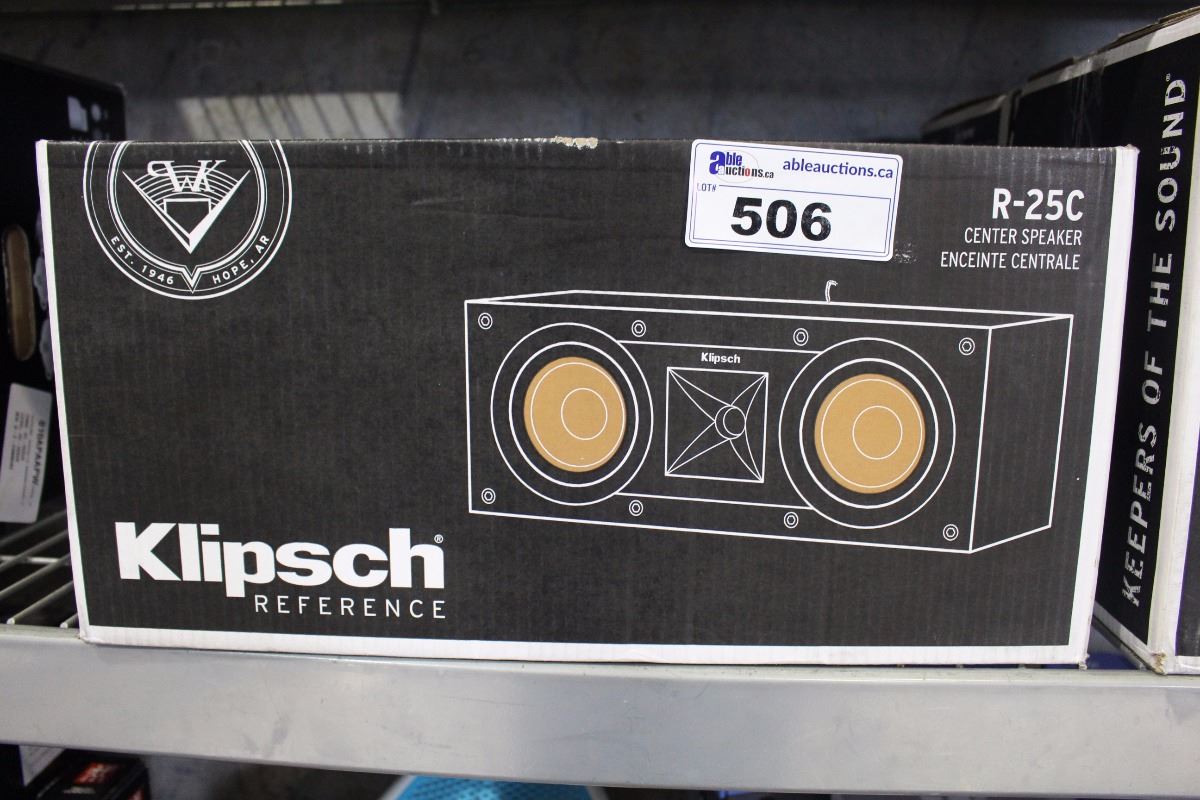 PWK
EST. 1946 HOPE, AR
able auctions.ca
ableauctions.ca
LOT#
506
R-25C
CENTER SPEAKER
ENCEINTE CENTRALE
Klipsch
Klipsch®
REFERENCE
KEEPERS OF THE SOUND®